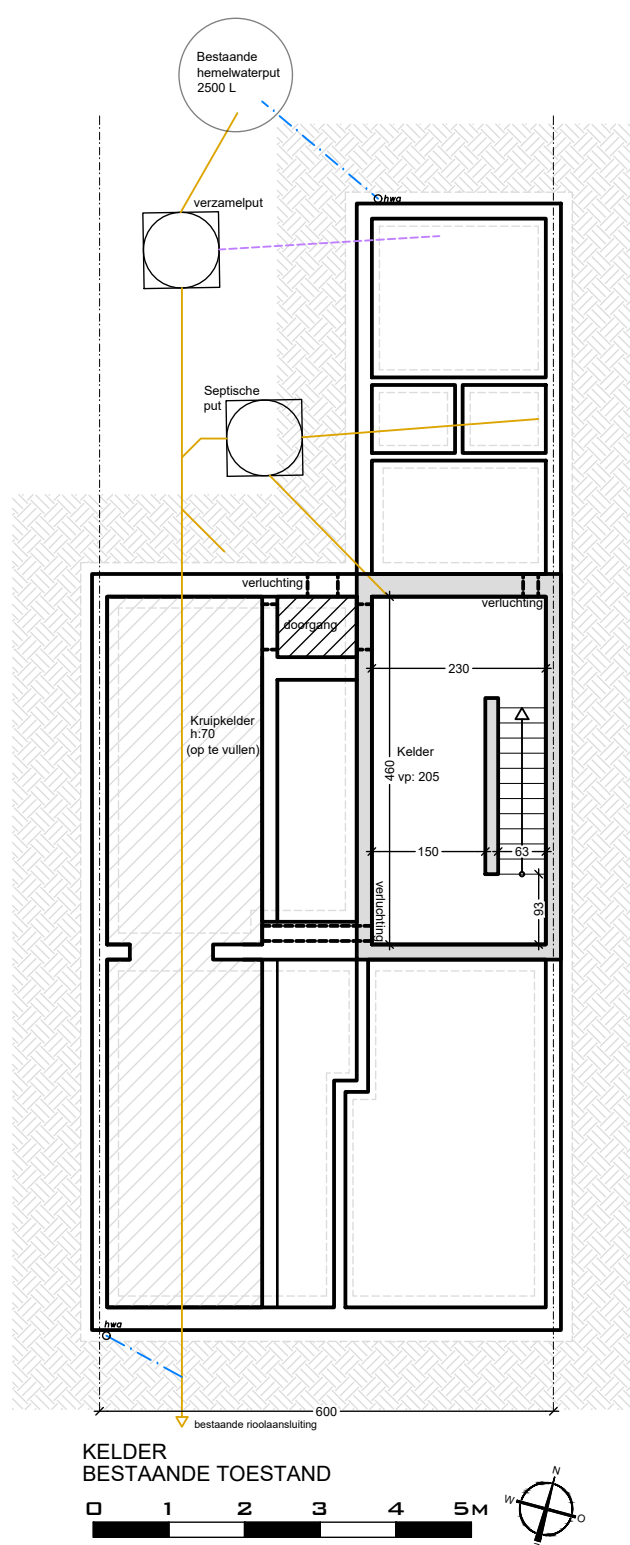 Bestaande
hemelwaterput
2500 L
verzamelput
hwa
Septische
put
verluchting
verluchting
doorgang
230
Kruipkelder
h:70
(op te vullen)
Kelder
vp: 205
460
150
63
93
verluchting
hwa
600
bestaande rioolaansluiting
KELDER
BESTAANDE TOESTAND
0 1 2 3 4 5M
N
W
O